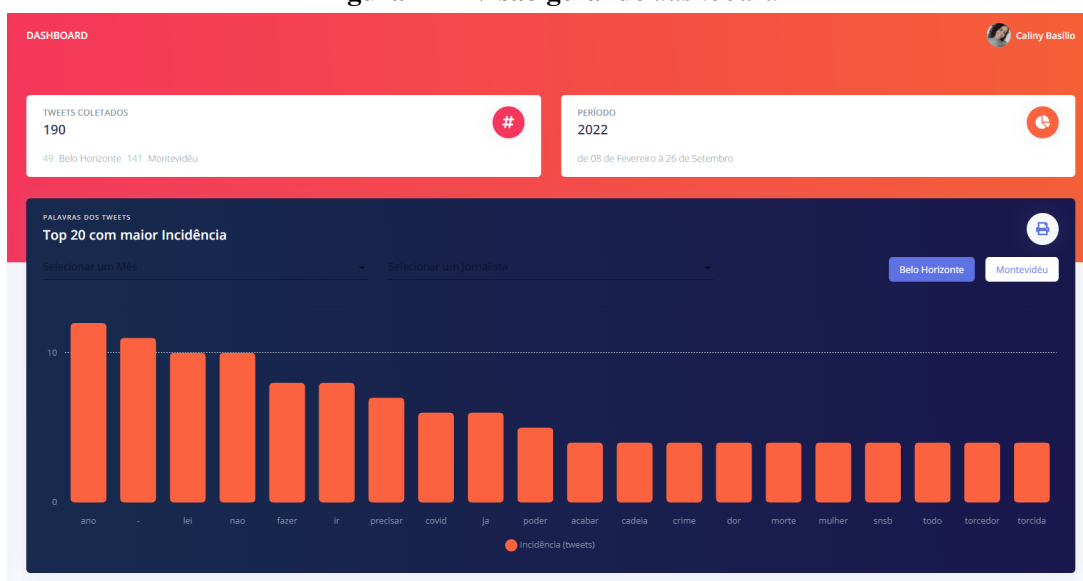 DASHBOARD
Caliny Basílio
TWEETS COLETADOS
190
#
49 Belo Horizonte 141 Montevidéu
PERÍODO
2022
de 08 de Fevereiro à 26 de Setembro
PALAVRAS DOS TWEETS
Top 20 com maior Incidência
Selecionar um Mês
Selecionar um Jornalista
Belo Horizonte
Montevidéu
10
0
ano - lei nao fazer ir precisar covid ja poder acabar cadeia crime dor morte mulher snsb todo torcedor torcida
Incidência (tweets)